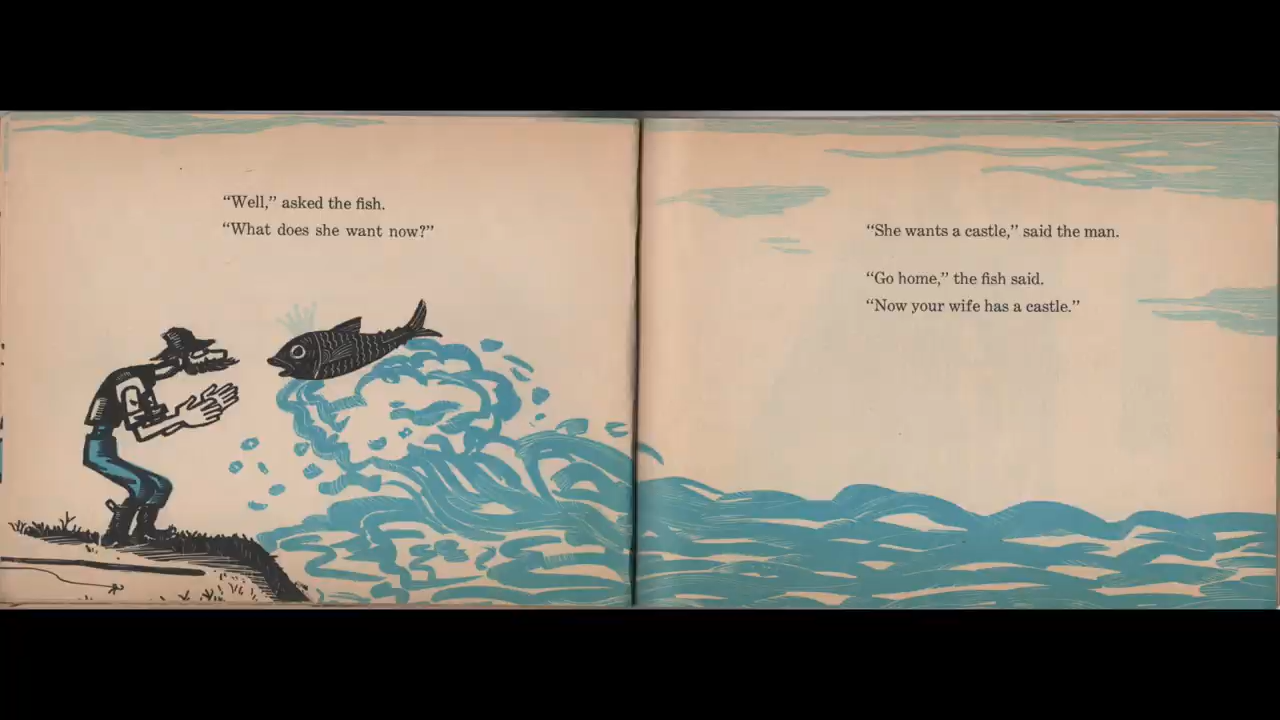 “Well,” asked the fish.
“What does she want now?”
“She wants a castle,” said the man.
“Go home,” the fish said.
“Now your wife has a castle.”